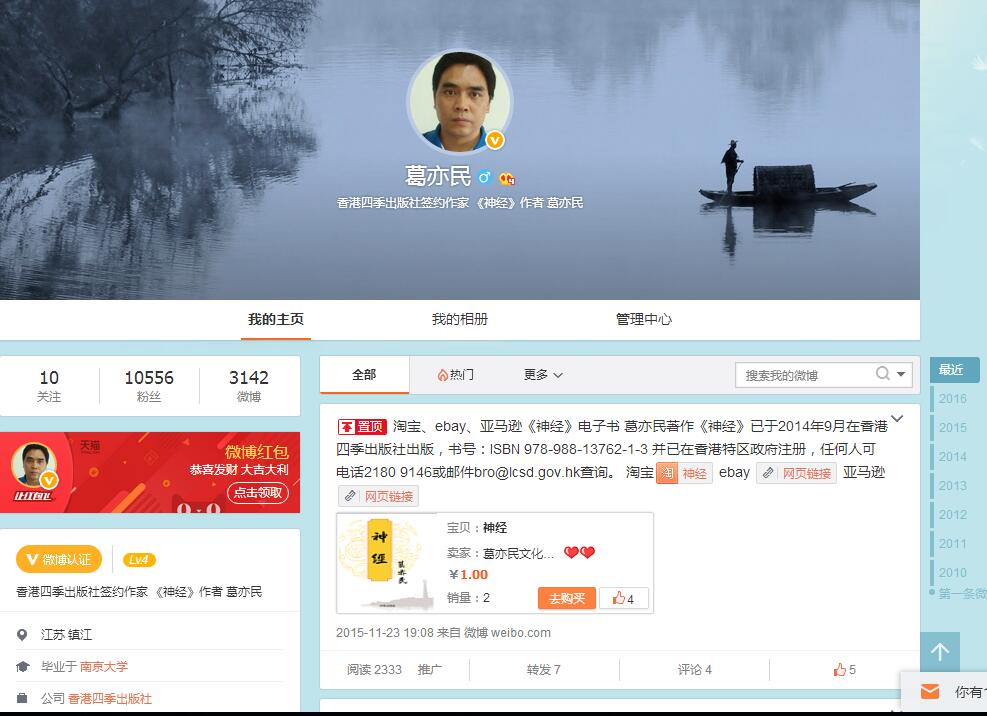 葛亦民
香港四季出版社签约作家 《神经》作者 葛亦民
我的主页
我的相册
管理中心
10
关注
10556
粉丝
3142
微博
天猫
微博红包
恭喜发财 大吉大利
点击领取
让红包飞
V 微博认证
Lv4
香港四季出版社签约作家 《神经》作者 葛亦民
江苏 镇江
毕业于 南京大学
公司 香港四季出版社
全部
热门
更多
搜索我的微博
置顶 淘宝、ebay、亚马逊《神经》电子书 葛亦民著作《神经》已于2014年9月在香港
四季出版社出版，书号：ISBN 978-988-13762-1-3 并已在香港特区政府注册，任何人可
电话2180 9146或邮件bro@lcsd.gov.hk查询。 淘宝 淘 神经 ebay 网页链接 亚马逊
网页链接
神经
葛亦民
宝贝：神经
卖家：葛亦民文化...
￥1.00
销量：2
去购买
4
2015-11-23 19:08 来自 微博 weibo.com
阅读 2333
推广
转发 7
评论 4
5
最近
2016
2015
2014
2013
2012
2011
2010
第一条微
你有